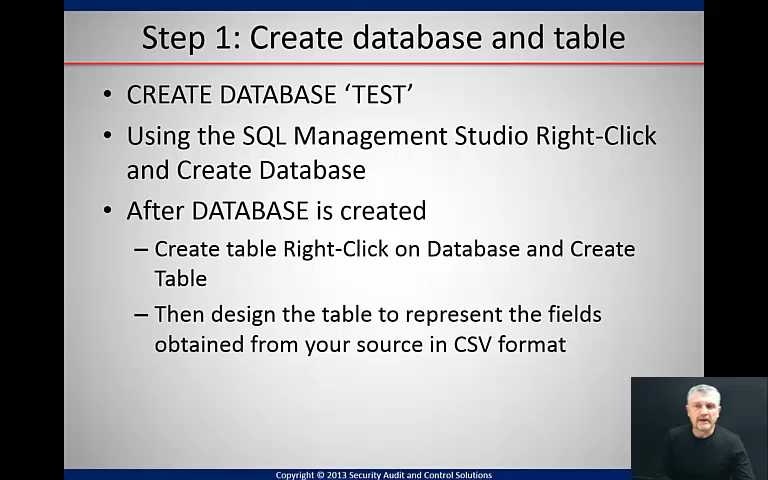 Step 1: Create database and table
• CREATE DATABASE ‘TEST’
• Using the SQL Management Studio Right-Click
and Create Database
• After DATABASE is created
– Create table Right-Click on Database and Create
Table
– Then design the table to represent the fields
obtained from your source in CSV format
Copyright © 2013 Security Audit and Control Solutions